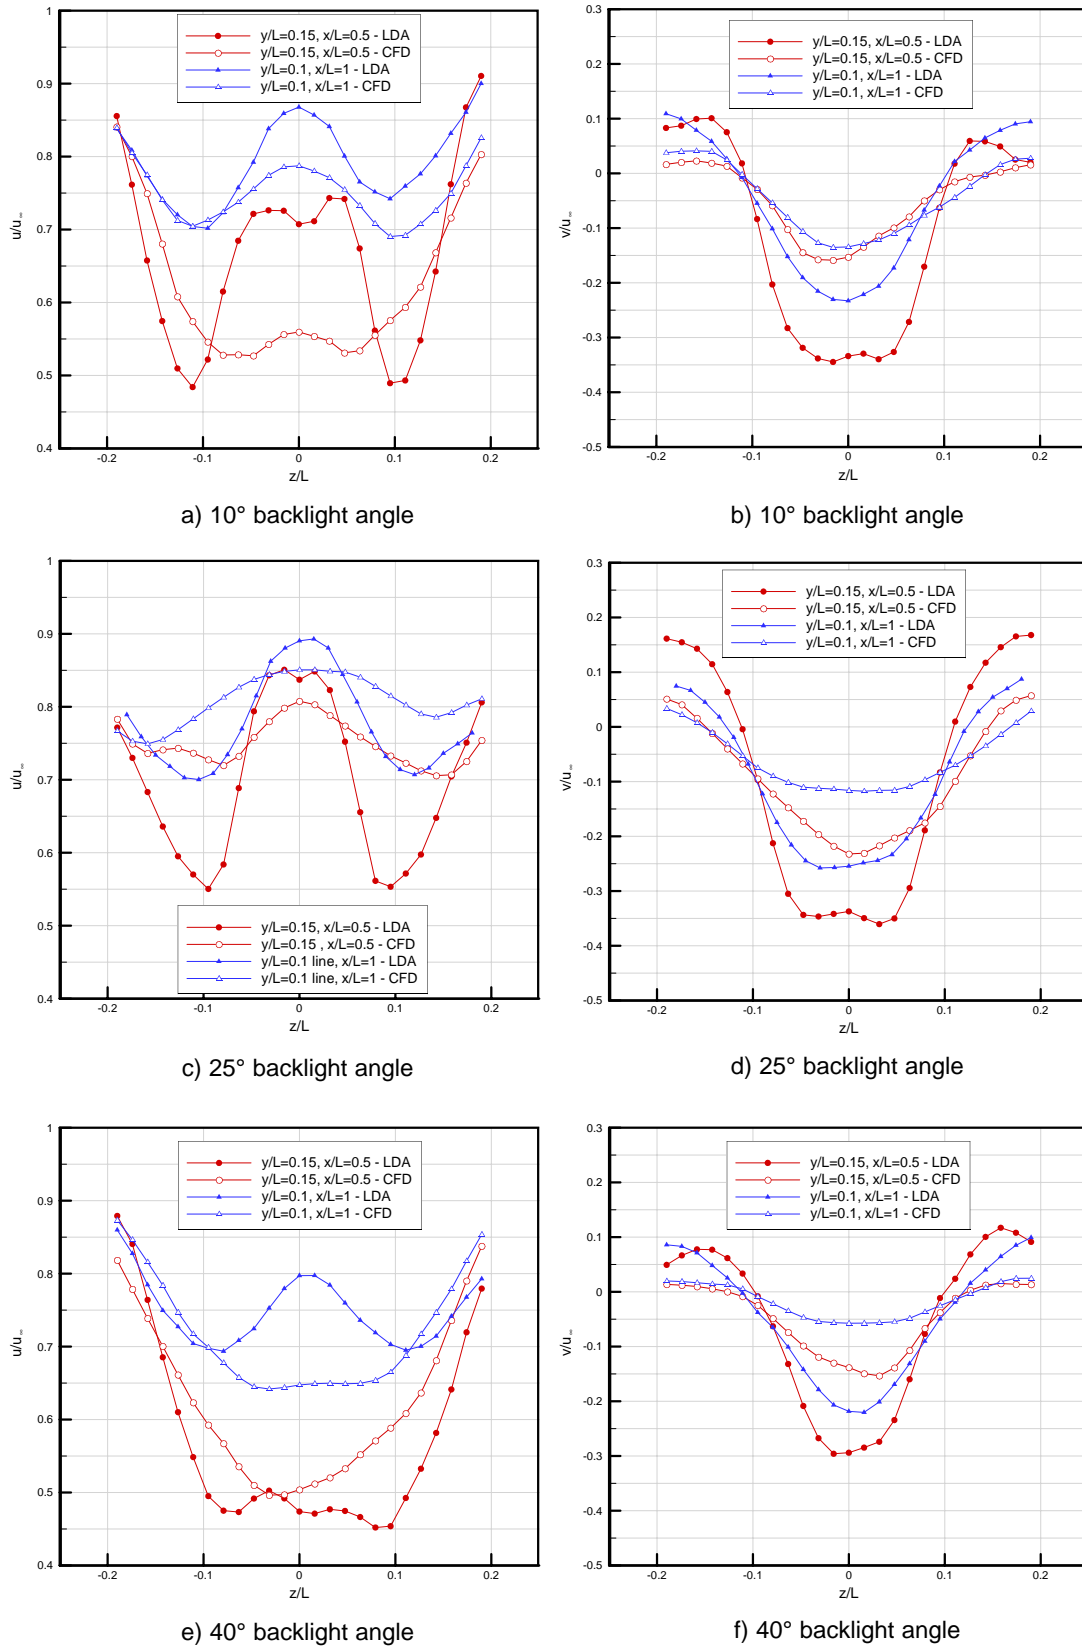 1
0.9
0.8
0.7
0.6
0.5
0.4
u/u∞
-0.2 -0.1 0 0.1 0.2
z/L
y/L=0.15, x/L=0.5 - LDA
y/L=0.15, x/L=0.5 - CFD
y/L=0.1, x/L=1 - LDA
y/L=0.1, x/L=1 - CFD
a) 10° backlight angle
0.3
0.2
0.1
0
-0.1
-0.2
-0.3
-0.4
-0.5
v/u∞
-0.2 -0.1 0 0.1 0.2
z/L
y/L=0.15, x/L=0.5 - LDA
y/L=0.15, x/L=0.5 - CFD
y/L=0.1, x/L=1 - LDA
y/L=0.1, x/L=1 - CFD
b) 10° backlight angle
1
0.9
0.8
0.7
0.6
0.5
0.4
u/u∞
-0.2 -0.1 0 0.1 0.2
z/L
y/L=0.15, x/L=0.5 - LDA
y/L=0.15 , x/L=0.5 - CFD
y/L=0.1 line, x/L=1 - LDA
y/L=0.1 line, x/L=1 - CFD
c) 25° backlight angle
0.3
0.2
0.1
0
-0.1
-0.2
-0.3
-0.4
-0.5
v/u∞
-0.2 -0.1 0 0.1 0.2
z/L
y/L=0.15, x/L=0.5 - LDA
y/L=0.15, x/L=0.5 - CFD
y/L=0.1, x/L=1 - LDA
y/L=0.1, x/L=1 - CFD
d) 25° backlight angle
1
0.9
0.8
0.7
0.6
0.5
0.4
u/u∞
-0.2 -0.1 0 0.1 0.2
z/L
y/L=0.15, x/L=0.5 - LDA
y/L=0.15, x/L=0.5 - CFD
y/L=0.1, x/L=1 - LDA
y/L=0.1, x/L=1 - CFD
e) 40° backlight angle
0.3
0.2
0.1
0
-0.1
-0.2
-0.3
-0.4
-0.5
v/u∞
-0.2 -0.1 0 0.1 0.2
z/L
y/L=0.15, x/L=0.5 - LDA
y/L=0.15, x/L=0.5 - CFD
y/L=0.1, x/L=1 - LDA
y/L=0.1, x/L=1 - CFD
f) 40° backlight angle